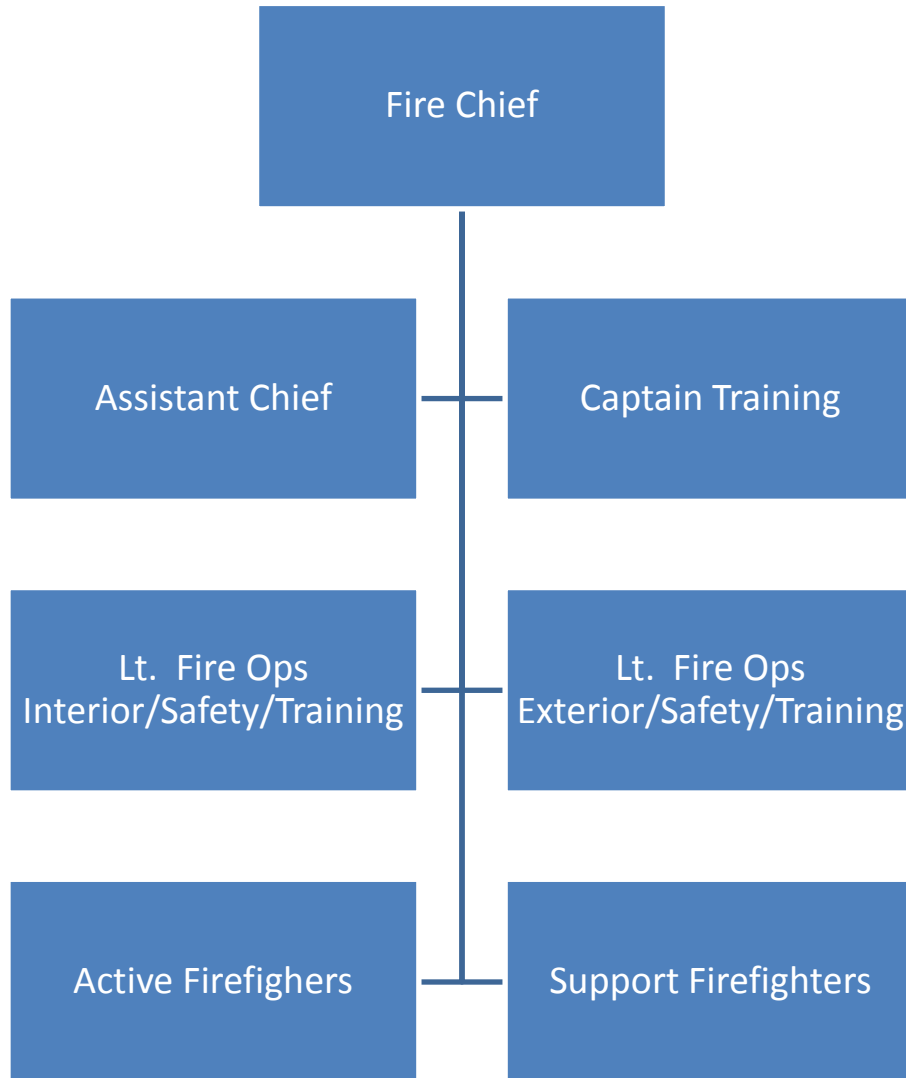 Fire Chief
Assistant Chief
Captain Training
Lt.  Fire Ops
Interior/Safety/Training
Lt.  Fire Ops
Exterior/Safety/Training
Active Firefighers
Support Firefighters